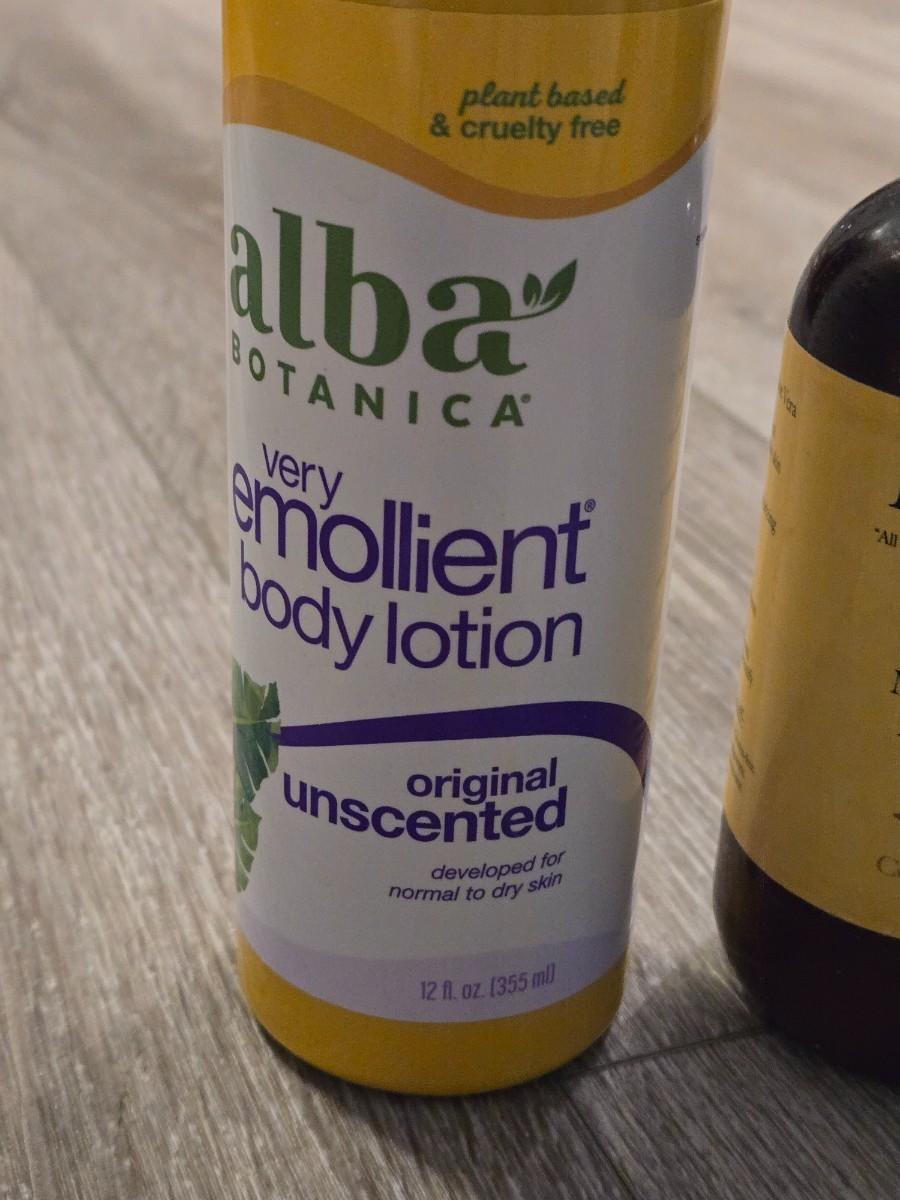 plant based
& cruelty free
alba
BOTANICA®
very
emollient®
body lotion
original
unscented
developed for
normal to dry skin
12 fl. oz. (355 ml)
"All